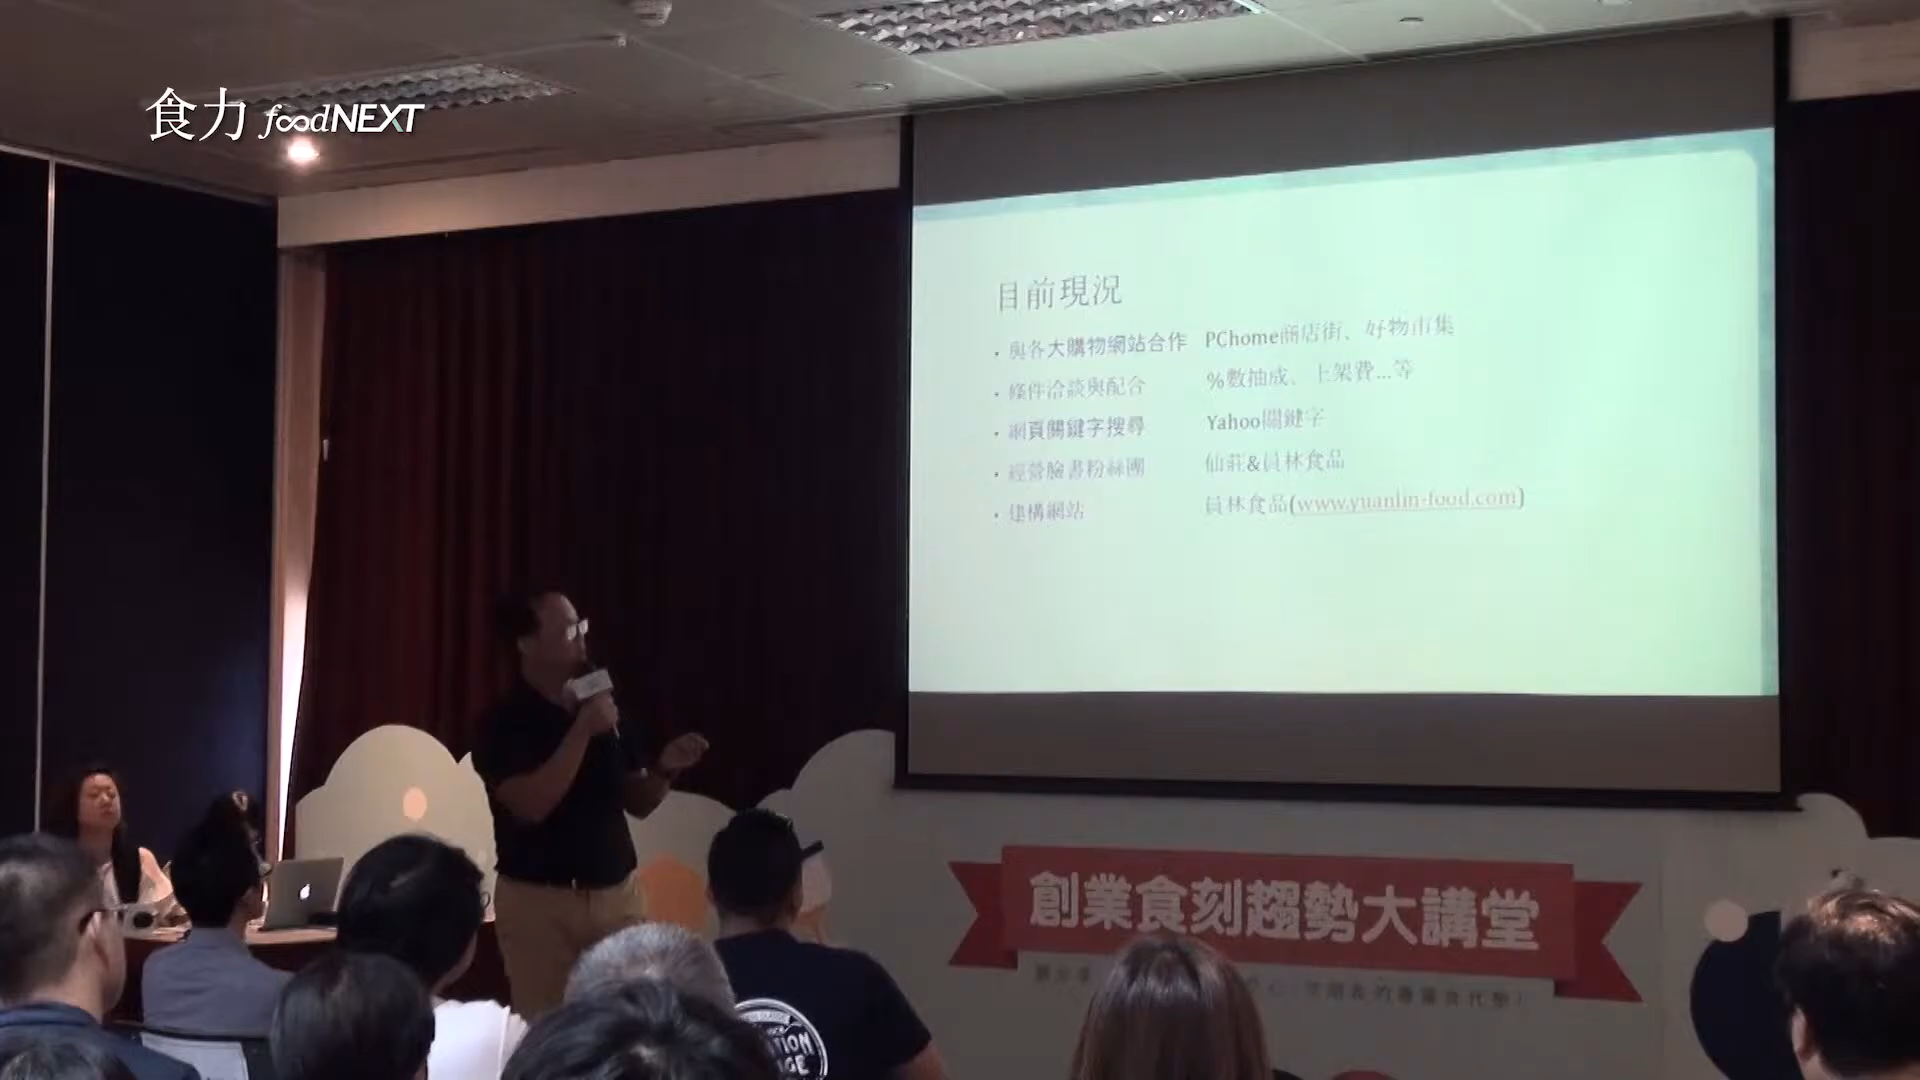 食力 foodNEXT
目前現況
• 與各大購物網站合作 PChome商店街、好物市集
• 條件洽談與配合 %數抽成、上架費...等
• 網頁關鍵字搜尋 Yahoo關鍵字
• 經營臉書粉絲團 仙莊&員林食品
• 建構網站 員林食品(www.yuanlin-food.com)
創業食刻趨勢大講堂